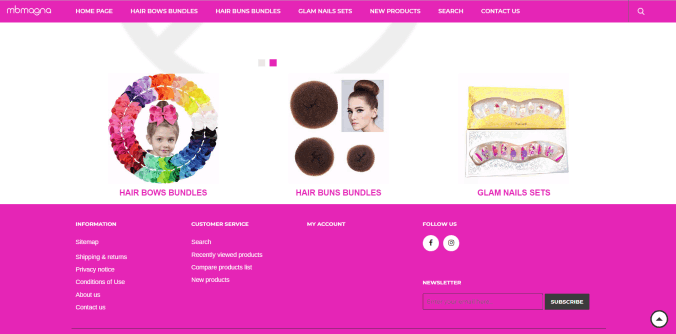 mbmagna HOME PAGE HAIR BOWS BUNDLES HAIR BUNS BUNDLES GLAM NAILS SETS NEW PRODUCTS SEARCH CONTACT US
HAIR BOWS BUNDLES
HAIR BUNS BUNDLES
GLAM NAILS SETS
INFORMATION
Sitemap
Shipping & returns
Privacy notice
Conditions of Use
About us
Contact us
CUSTOMER SERVICE
Search
Recently viewed products
Compare products list
New products
MY ACCOUNT
FOLLOW US
NEWSLETTER
SUBSCRIBE